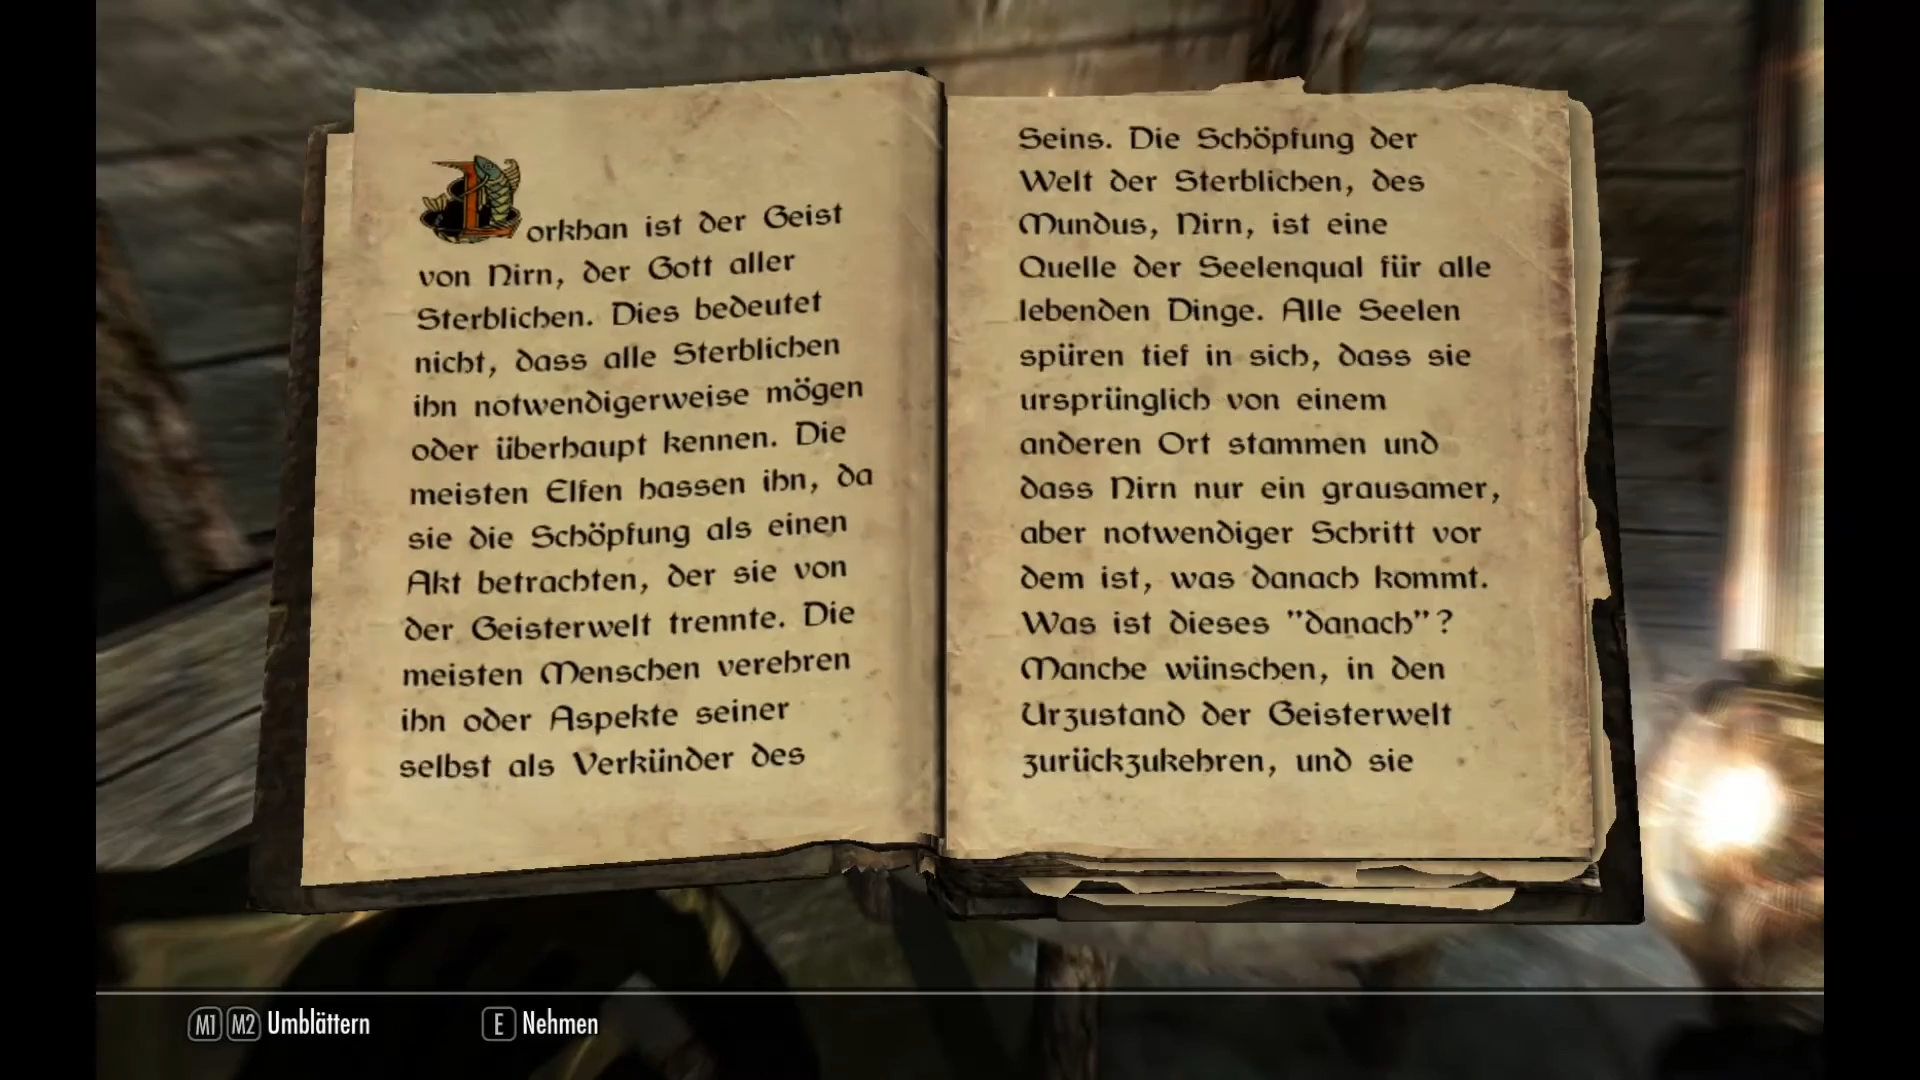 Lorkhan ist der Geist
von Nirn, der Gott aller
Sterblichen. Dies bedeutet
nicht, dass alle Sterblichen
ihn notwendigerweise mögen
oder überhaupt kennen. Die
meisten Elfen hassen ihn, da
sie die Schöpfung als einen
Akt betrachten, der sie von
der Geisterwelt trennte. Die
meisten Menschen verehren
ihn oder Aspekte seiner
selbst als Verkünder des
Seins. Die Schöpfung der
Welt der Sterblichen, des
Mundus, Nirn, ist eine
Quelle der Seelenqual für alle
lebenden Dinge. Alle Seelen
spüren tief in sich, dass sie
ursprünglich von einem
anderen Ort stammen und
dass Nirn nur ein grausamer,
aber notwendiger Schritt vor
dem ist, was danach kommt.
Was ist dieses "danach"?
Manche wünschen, in den
Urzustand der Geisterwelt
zurückzukehren, und sie
M1 M2 Umblättern
E Nehmen